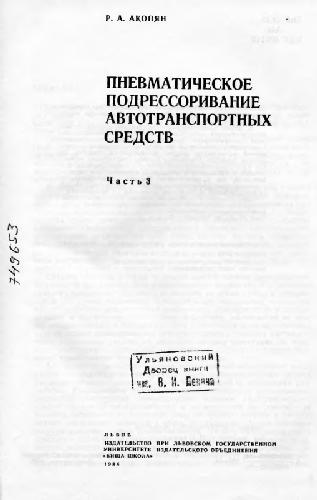 Р. А. АКОПЯН
ПНЕВМАТИЧЕСКОЕ
ПОДРЕССОРИВАНИЕ
АВТОТРАНСПОРТНЫХ
СРЕДСТВ
Часть 3
749653
Ульяновский
Дворец книги
им. В. И. Ленина
ЛЬВОВ
ИЗДАТЕЛЬСТВО ПРИ ЛЬВОВСКОМ ГОСУДАРСТВЕННОМ
УНИВЕРСИТЕТЕ ИЗДАТЕЛЬСКОГО ОБЪЕДИНЕНИЯ
«ВИЩА ШКОЛА»